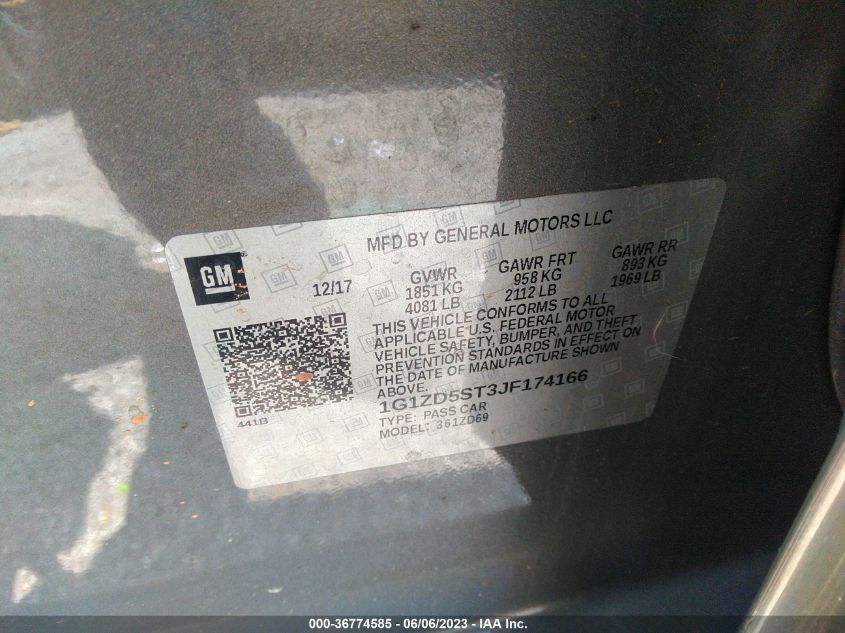 MFD BY GENERAL MOTORS LLC
GM
12/17
GVWR GAWR FRT GAWR RR
1851 KG 958 KG 893 KG
4081 LB 2112 LB 1969 LB
THIS VEHICLE CONFORMS TO ALL
APPLICABLE U.S. FEDERAL MOTOR
VEHICLE SAFETY, BUMPER, AND THEFT
PREVENTION STANDARDS IN EFFECT ON
THE DATE OF MANUFACTURE SHOWN
ABOVE.
1G1ZD5ST3JF174166
TYPE: PASS CAR
MODEL: 361ZD69
441B
000-36774585 - 06/06/2023 - IAA Inc.